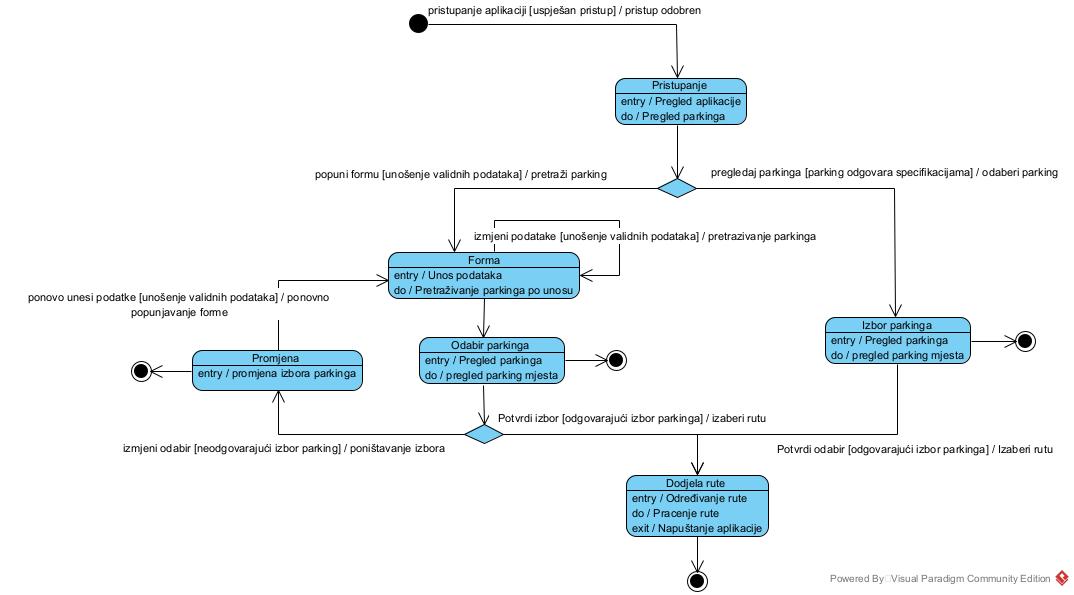 pristupanje aplikaciji [uspješan pristup] / pristup odobren
Pristupanje
entry / Pregled aplikacije
do / Pregled parkinga
popuni formu [unošenje validnih podataka] / pretraži parking
pregledaj parkinga [parking odgovara specifikacijama] / odaberi parking
izmjeni podatake [unošenje validnih podataka] / pretrazivanje parkinga
Forma
entry / Unos podataka
do / Pretraživanje parkinga po unosu
ponovo unesi podatke [unošenje validnih podataka] / ponovno
popunjavanje forme
Izbor parkinga
entry / Pregled parkinga
do / pregled parking mjesta
Odabir parkinga
entry / Pregled parkinga
do / pregled parking mjesta
Promjena
entry / promjena izbora parkinga
Potvrdi izbor [odgovarajući izbor parkinga] / izaberi rutu
izmjeni odabir [neodgovarajući izbor parking] / poništavanje izbora
Potvrdi odabir [odgovarajući izbor parkinga] / Izaberi rutu
Dodjela rute
entry / Određivanje rute
do / Pracenje rute
exit / Napuštanje aplikacije
Powered By Visual Paradigm Community Edition